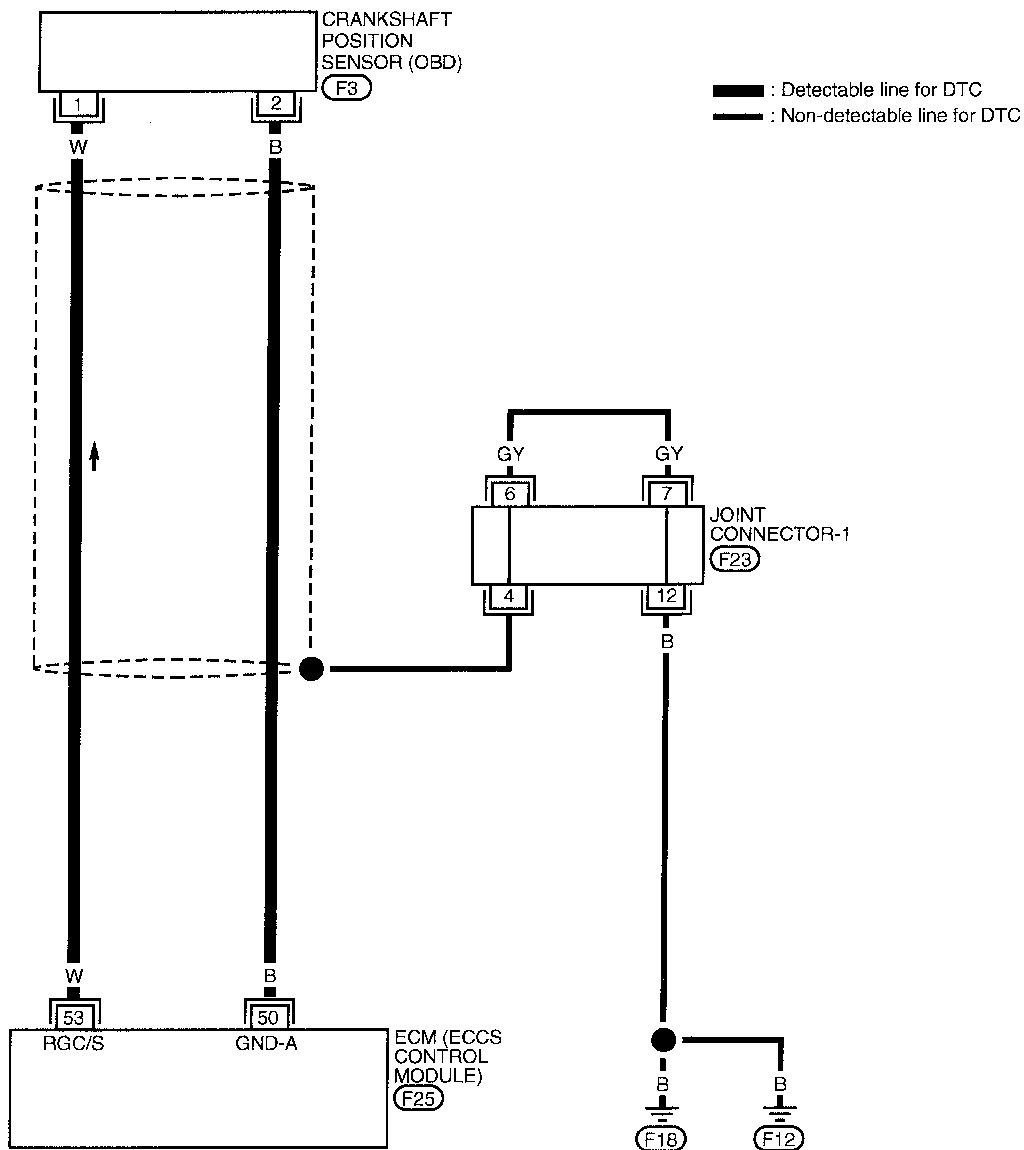 CRANKSHAFT
POSITION
SENSOR (OBD)
F3
1
2
W
B
: Detectable line for DTC
: Non-detectable line for DTC
GY
GY
6
7
JOINT
CONNECTOR-1
F23
4
12
B
W
B
53
50
RGC/S
GND-A
ECM (ECCS
CONTROL
MODULE)
F25
B
B
F18
F12